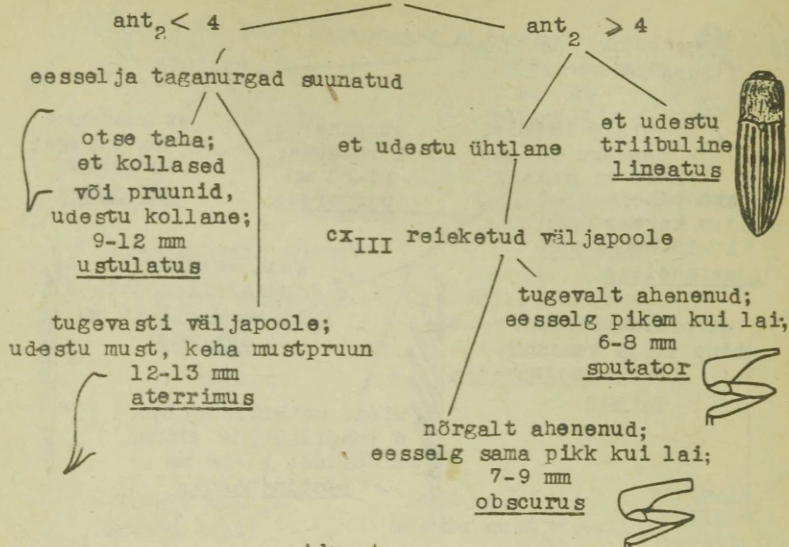 ant2 < 4
ant2 ⩾ 4
eesselja taganurgad suunatud
otse taha;
et kollased
või pruunid,
udestu kollane;
9-12 mm
ustulatus
tugevasti väljapoole;
udestu must, keha mustpruun
12-13 mm
aterrimus
et udestu ühtlane
et udestu
triibuline
lineatus
cxIII reieketud väljapoole
tugevalt ahenenud;
eesselg pikem kui lai;
6-8 mm
sputator
nõrgalt ahenenud;
eesselg sama pikk kui lai;
7-9 mm
obscurus